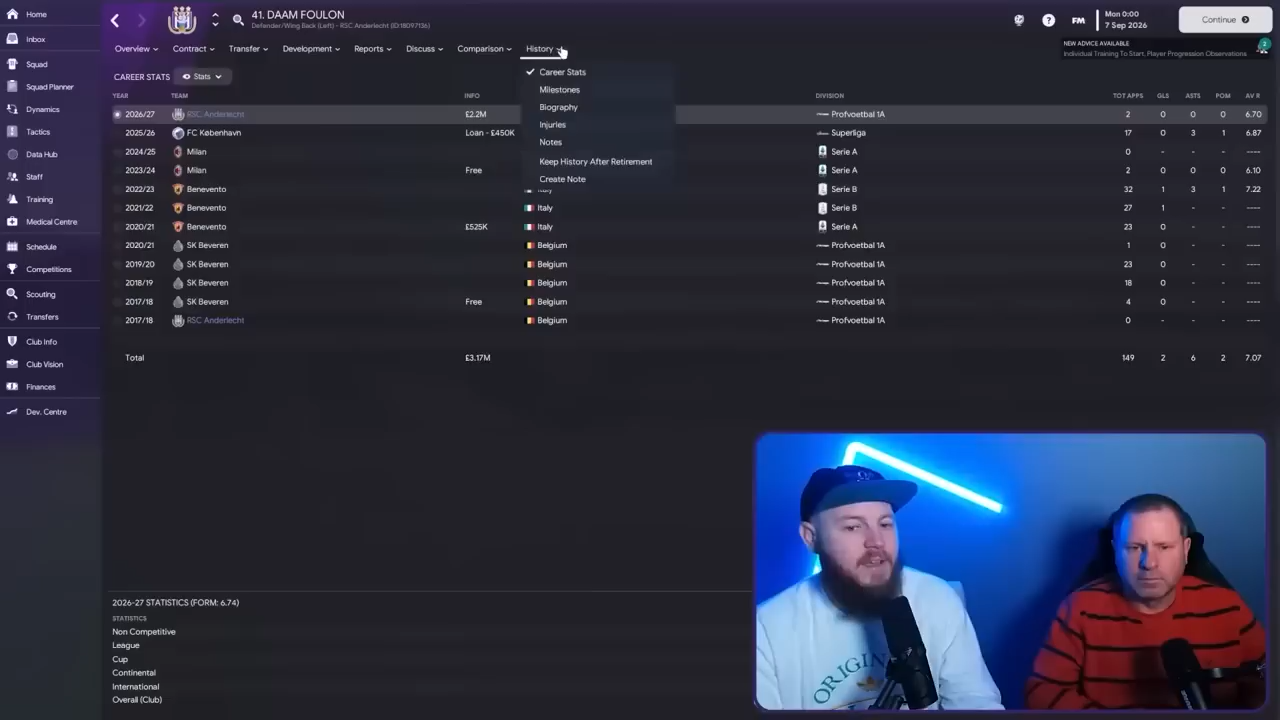 Home
Inbox
Squad
Squad Planner
Dynamics
Tactics
Data Hub
Staff
Training
Medical Centre
Schedule
Competitions
Scouting
Transfers
Club Info
Club Vision
Finances
Dev. Centre
41. DAAM FOULON
Defender/Wing Back (Left) - RSC Anderlecht (ID:18097136)
? FM Mon 0:00
7 Sep 2026
Continue
Overview Contract Transfer Development Reports Discuss Comparison History
NEW ADVICE AVAILABLE
Individual Training To Start, Player Progression Observations
2
CAREER STATS Stats
Career Stats
Milestones
Biography
Injuries
Notes
Keep History After Retirement
Create Note
YEAR TEAM INFO DIVISION TOT APPS GLS ASTS POM AV R
2026/27 RSC Anderlecht £2.2M Profvoetbal 1A 2 0 0 0 6.70
2025/26 FC København Loan - £450K Superliga 17 0 3 1 6.87
2024/25 Milan Serie A 0 - - - ----
2023/24 Milan Free Serie A 2 0 0 0 6.10
2022/23 Benevento Italy Serie B 32 1 3 1 7.22
2021/22 Benevento Italy Serie B 27 1 - - ----
2020/21 Benevento £525K Italy Serie A 23 0 - - ----
2020/21 SK Beveren Belgium Profvoetbal 1A 1 0 - - ----
2019/20 SK Beveren Belgium Profvoetbal 1A 23 0 - - ----
2018/19 SK Beveren Belgium Profvoetbal 1A 18 0 - - ----
2017/18 SK Beveren Free Belgium Profvoetbal 1A 4 0 - - ----
2017/18 RSC Anderlecht Belgium Profvoetbal 1A 0 - - - ----
Total £3.17M 149 2 6 2 7.07
2026-27 STATISTICS (FORM: 6.74)
STATISTICS
Non Competitive
League
Cup
Continental
International
Overall (Club)